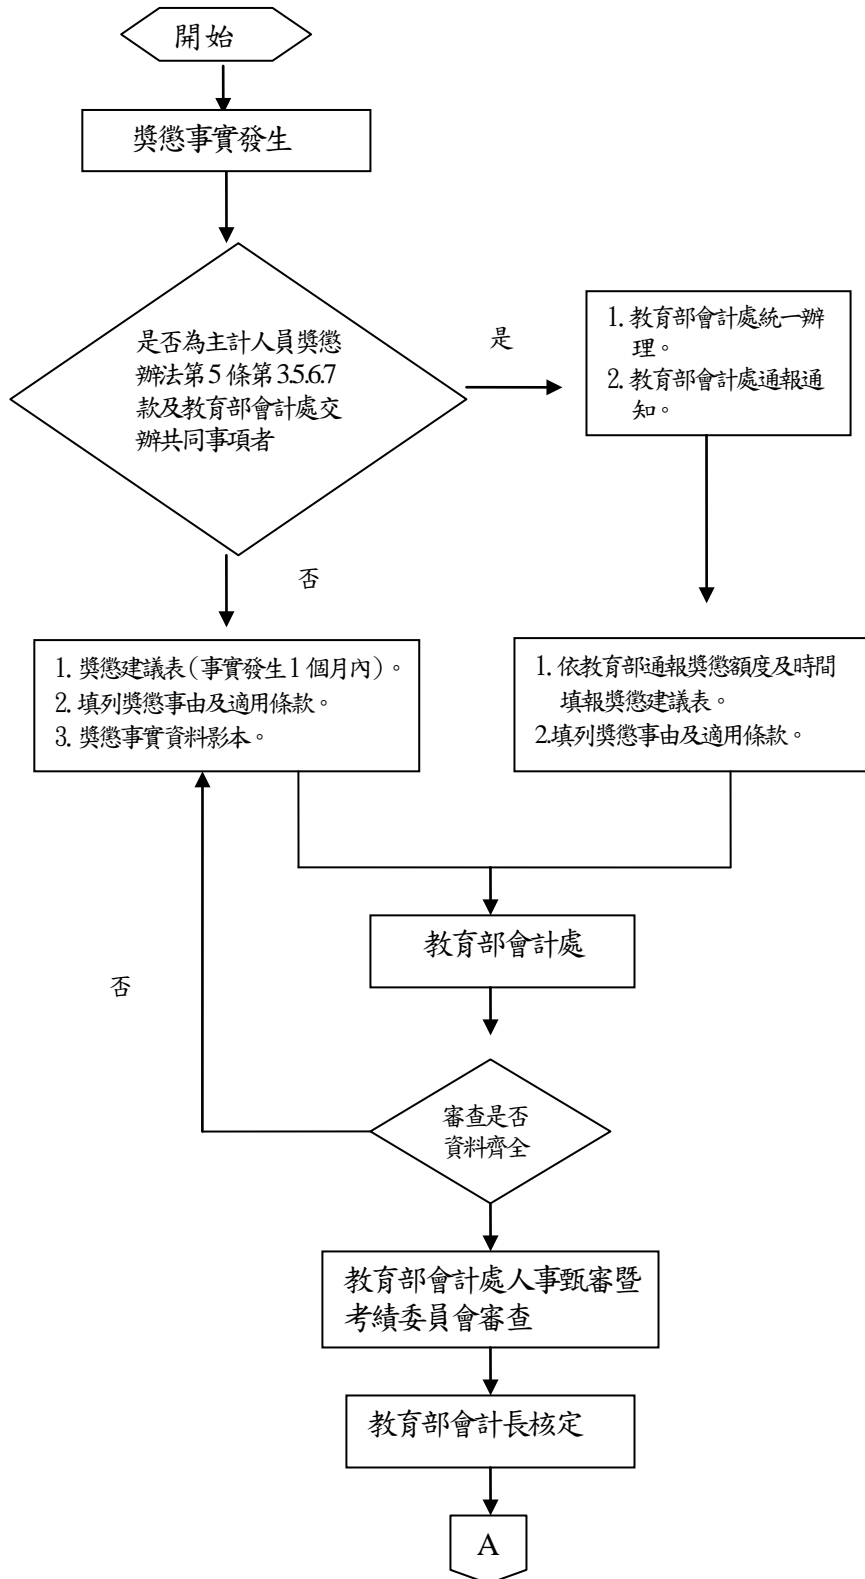 開始
獎懲事實發生
是否為主計人員獎懲
辦法第5條第3.5.6.7
款及教育部會計處交
辦共同事項者
是
1. 教育部會計處統一辦
理。
2. 教育部會計處通報通
知。
否
1. 獎懲建議表(事實發生1個月內)。
2. 填列獎懲事由及適用條款。
3. 獎懲事實資料影本。
1. 依教育部通報獎懲額度及時間
填報獎懲建議表。
2.填列獎懲事由及適用條款。
教育部會計處
否
審查是否
資料齊全
教育部會計處人事甄審暨
考績委員會審查
教育部會計長核定
A